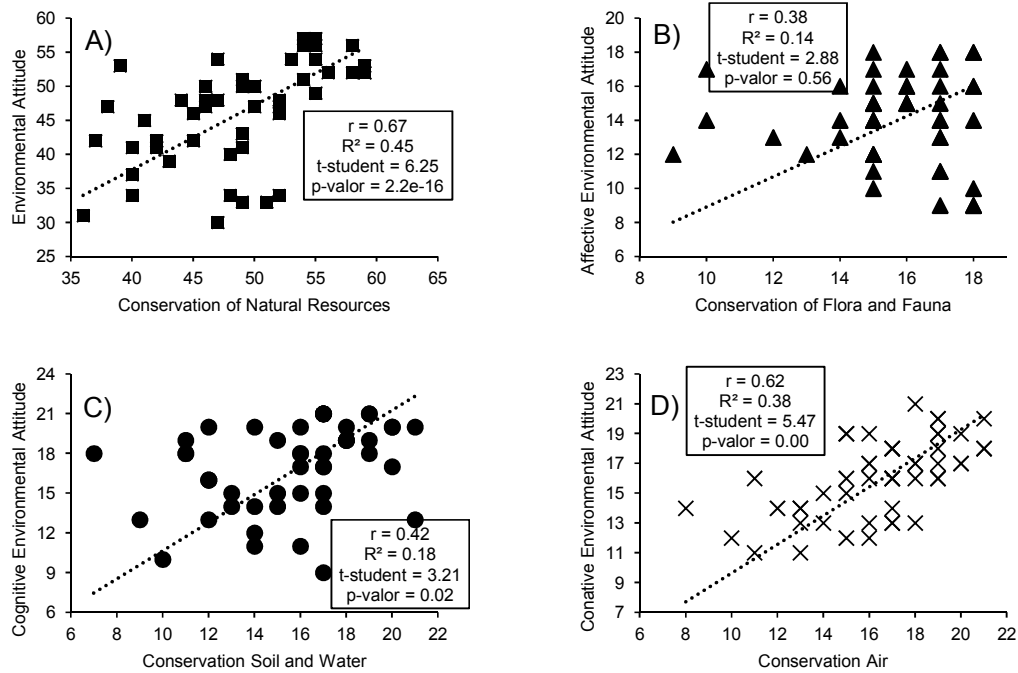 A)
Environmental Attitude
60
55
50
45
40
35
30
25
r = 0.67
R² = 0.45
t-student = 6.25
p-valor = 2.2e-16
35 40 45 50 55 60 65
Conservation of Natural Resources
B)
Affective Environmental Attitude
20
18
16
14
12
10
8
6
r = 0.38
R² = 0.14
t-student = 2.88
p-valor = 0.56
8 10 12 14 16 18
Conservation of Flora and Fauna
C)
Cognitive Environmental Attitude
24
21
18
15
12
9
6
r = 0.42
R² = 0.18
t-student = 3.21
p-valor = 0.02
6 8 10 12 14 16 18 20 22
Conservation Soil and Water
D)
Conative Environmental Attitude
23
21
19
17
15
13
11
9
7
r = 0.62
R² = 0.38
t-student = 5.47
p-valor = 0.00
6 8 10 12 14 16 18 20 22
Conservation Air